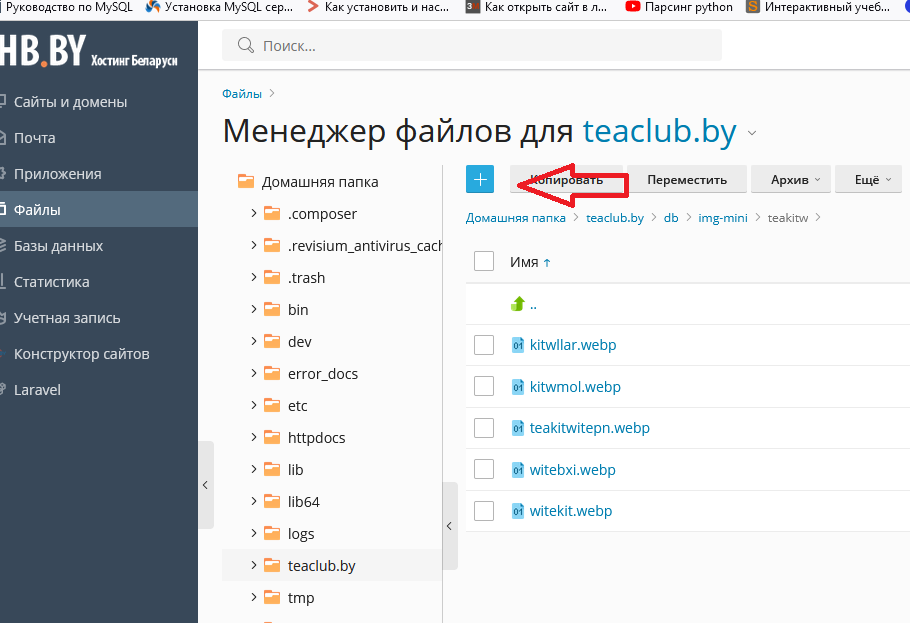 Руководство по MySQL
Установка MySQL сер...
Как установить и нас...
Как открыть сайт в л...
Парсинг python
Интерактивный учеб...
HB.BY Хостинг Беларуси
Поиск...
Сайты и домены
Почта
Приложения
Файлы
Базы данных
Статистика
Учетная запись
Конструктор сайтов
Laravel
Файлы
Менеджер файлов для teaclub.by
Домашняя папка
.composer
.revisium_antivirus_cach
.trash
bin
dev
error_docs
etc
httpdocs
lib
lib64
logs
teaclub.by
tmp
+ Копировать Переместить Архив Ещё
Домашняя папка > teaclub.by > db > img-mini > teakitw >
Имя ↑
..
kitwllar.webp
kitwmol.webp
teakitwitepn.webp
witebxi.webp
witekit.webp